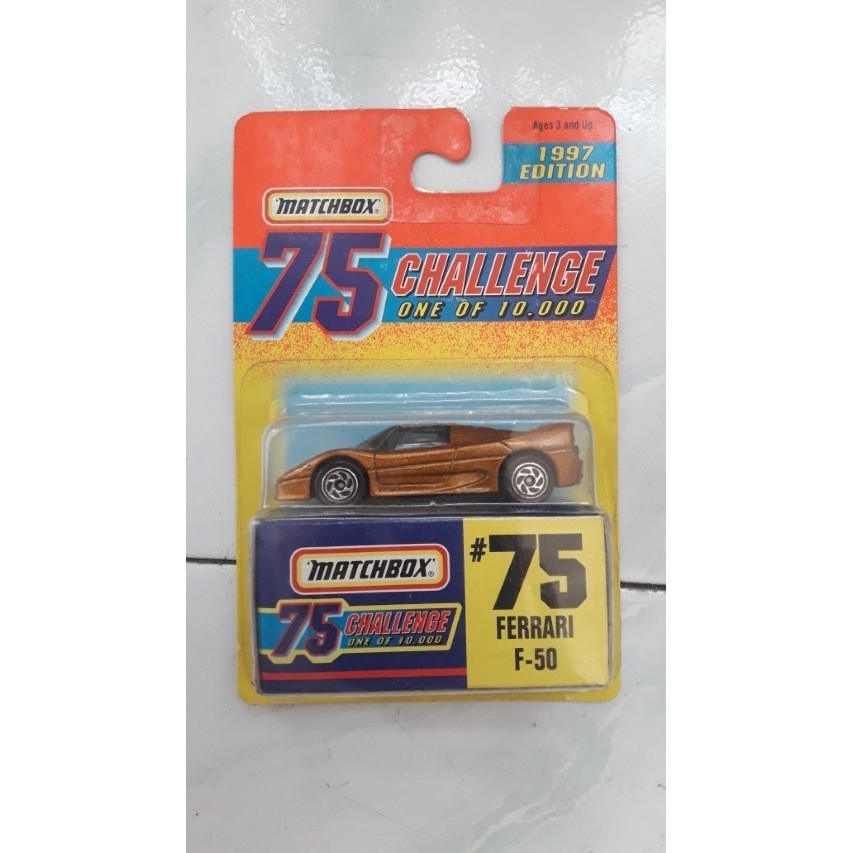 Ages 3 and Up
1997
EDITION
MATCHBOX®
75 CHALLENGE
ONE OF 10,000
MATCHBOX®
75 CHALLENGE
ONE OF 10,000
#75
FERRARI
F-50